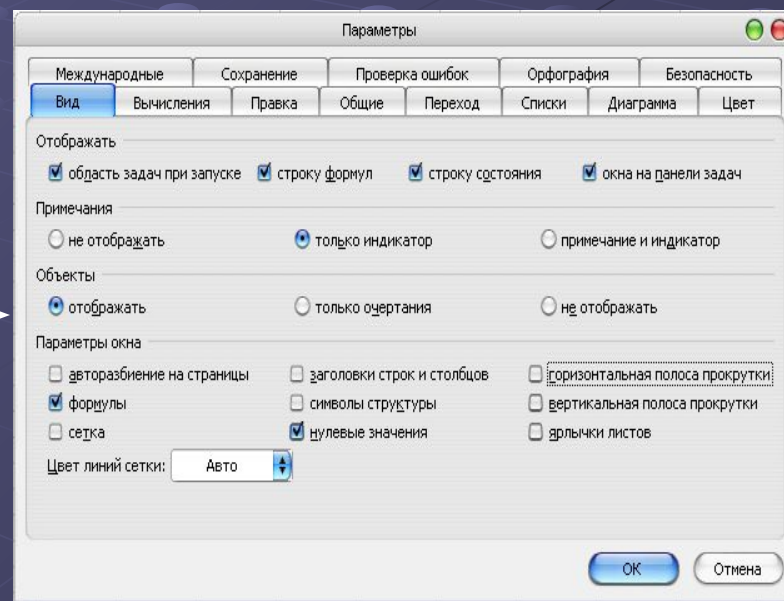 Параметры
Международные Сохранение Проверка ошибок Орфография Безопасность
Вид Вычисления Правка Общие Переход Списки Диаграмма Цвет
Отображать
область задач при запуске строку формул строку состояния окна на панели задач
Примечания
не отображать только индикатор примечание и индикатор
Объекты
отображать только очертания не отображать
Параметры окна
авторазбиение на страницы заголовки строк и столбцов горизонтальная полоса прокрутки
формулы символы структуры вертикальная полоса прокрутки
сетка нулевые значения ярлычки листов
Цвет линий сетки: Авто
ОК Отмена